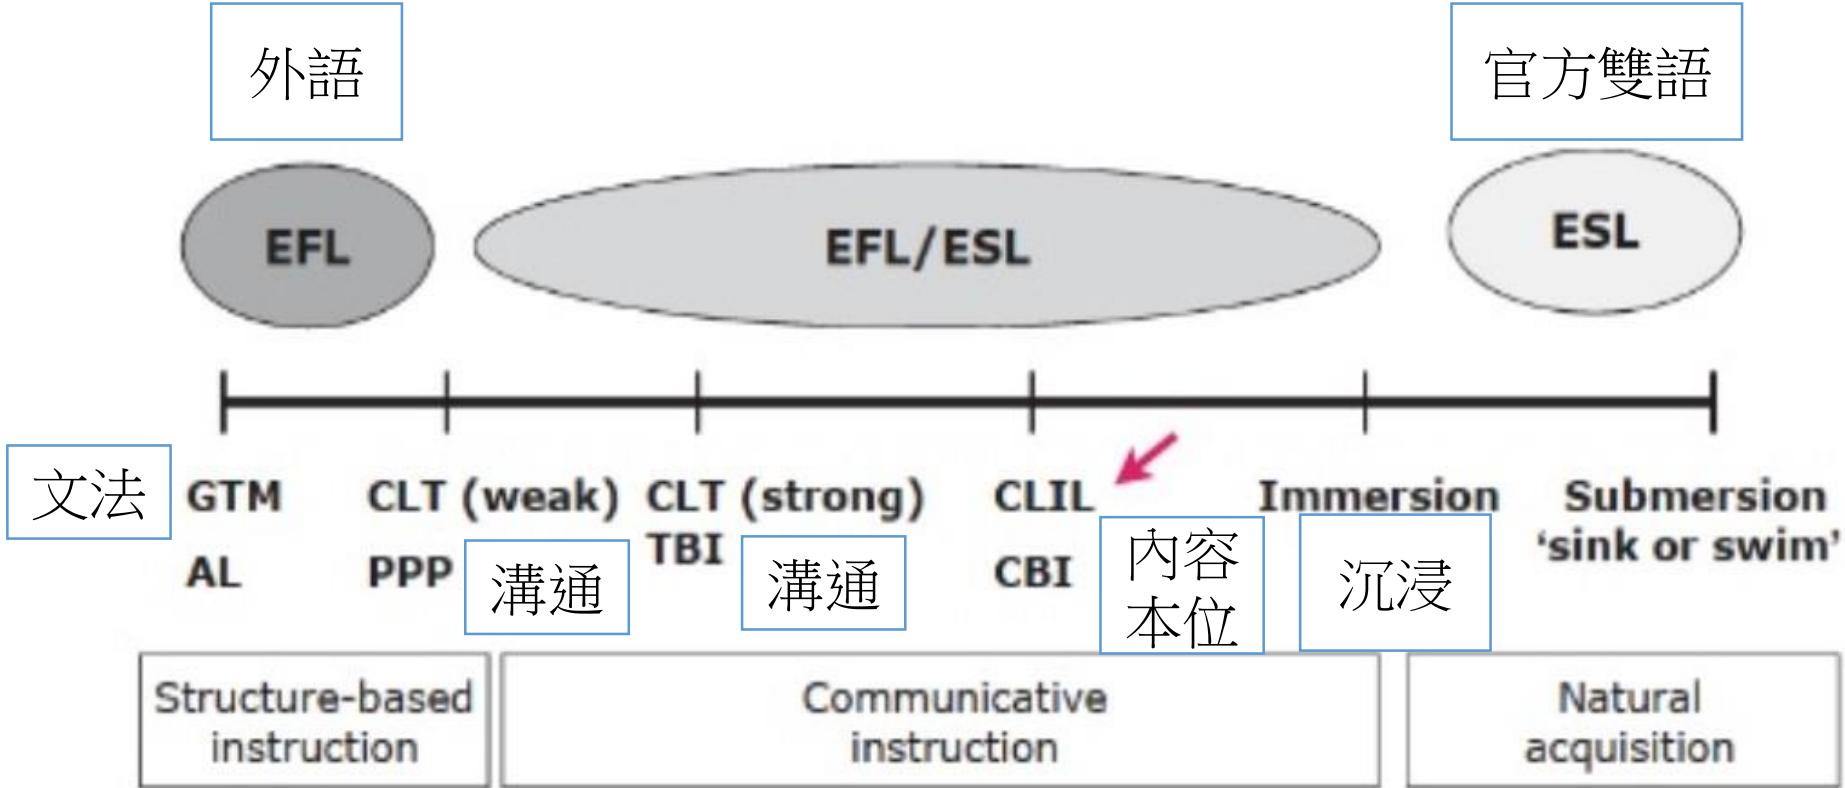 外語
官方雙語
EFL
EFL/ESL
ESL
文法
GTM
AL
CLT (weak)
PPP
溝通
CLT (strong)
TBI
溝通
CLIL
CBI
內容
本位
Immersion
沉浸
Submersion
‘sink or swim’
Structure-based
instruction
Communicative
instruction
Natural
acquisition